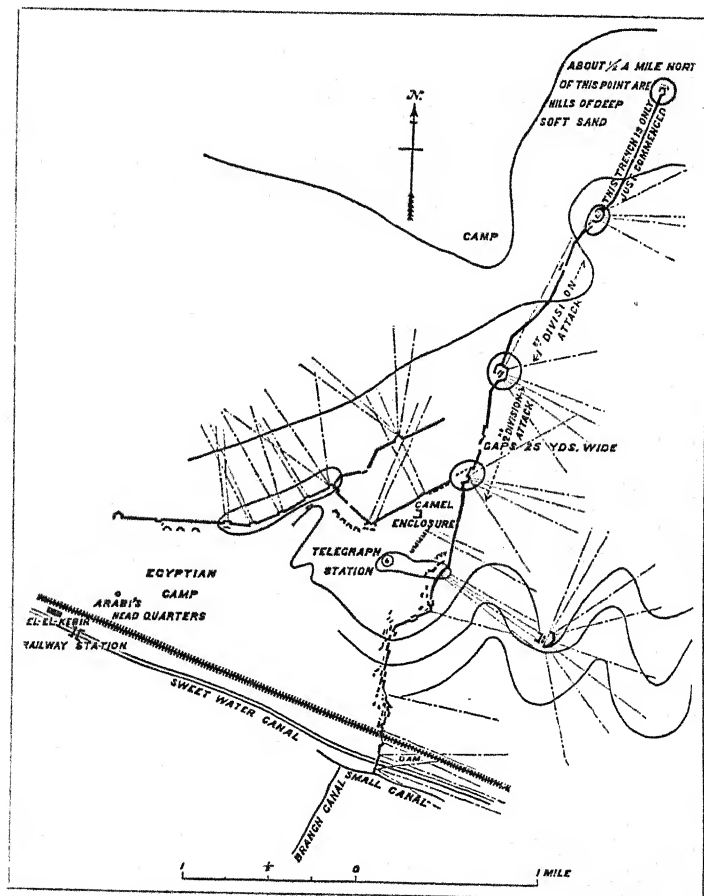 ABOUT 1/2 A MILE NORT
OF THIS POINT ARE
HILLS OF DEEP
SOFT SAND
N.
THIS TRENCH IS ONLY
JUST COMMENCED
CAMP
1ST DIVISION
ATTACK
2ND DIVISION
ATTACK
GAPS 25 YDS. WIDE
CAMEL
ENCLOSURE
TELEGRAPH
STATION
EGYPTIAN
CAMP
ARABI'S
HEAD QUARTERS
EL-EL-KEBIR
RAILWAY STATION
SWEET WATER CANAL
DAM
SMALL CANAL
BRANCH CANAL
1 1/2 0 1 MILE